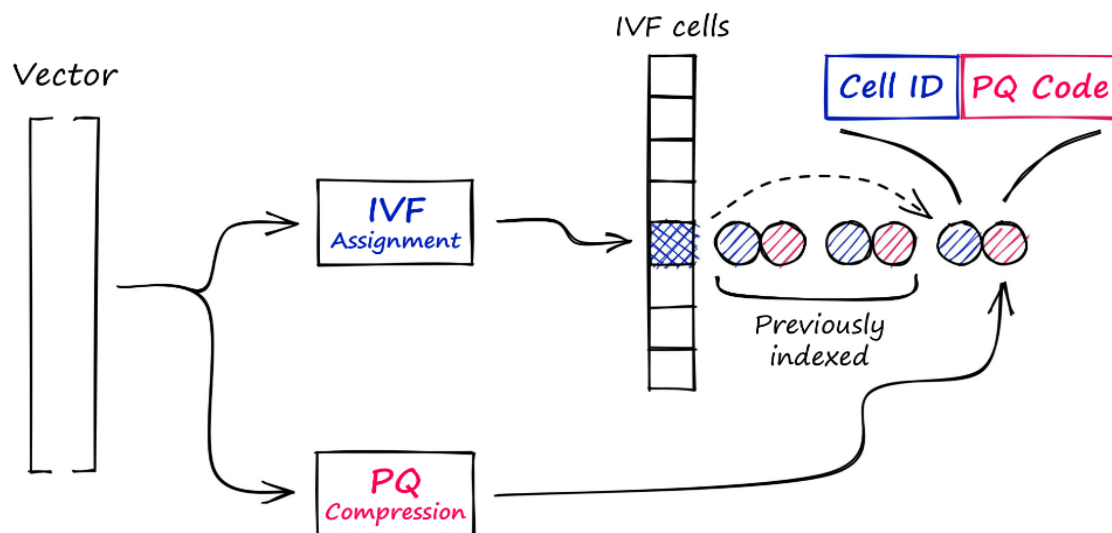 IVF cells
Vector
Cell ID PQ Code
IVF
Assignment
Previously
indexed
PQ
Compression